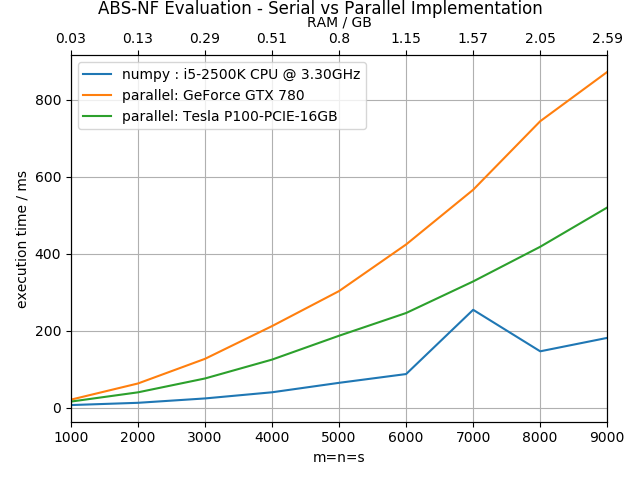 ABS-NF Evaluation - Serial vs Parallel Implementation
RAM / GB
0.03 0.13 0.29 0.51 0.8 1.15 1.57 2.05 2.59
numpy : i5-2500K CPU @ 3.30GHz
parallel: GeForce GTX 780
parallel: Tesla P100-PCIE-16GB
execution time / ms
800
600
400
200
0
1000 2000 3000 4000 5000 6000 7000 8000 9000
m=n=s